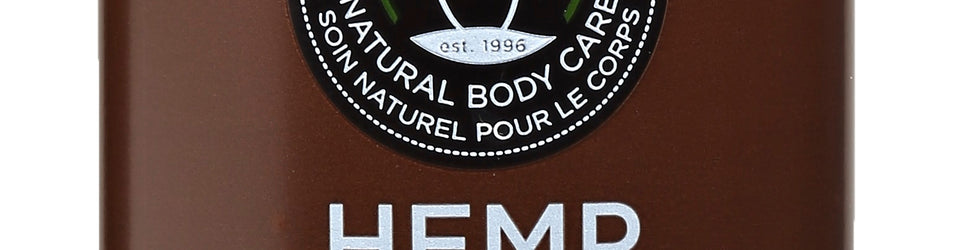 est. 1996
NATURAL BODY CARE
SOIN NATUREL POUR LE CORPS
HEMP